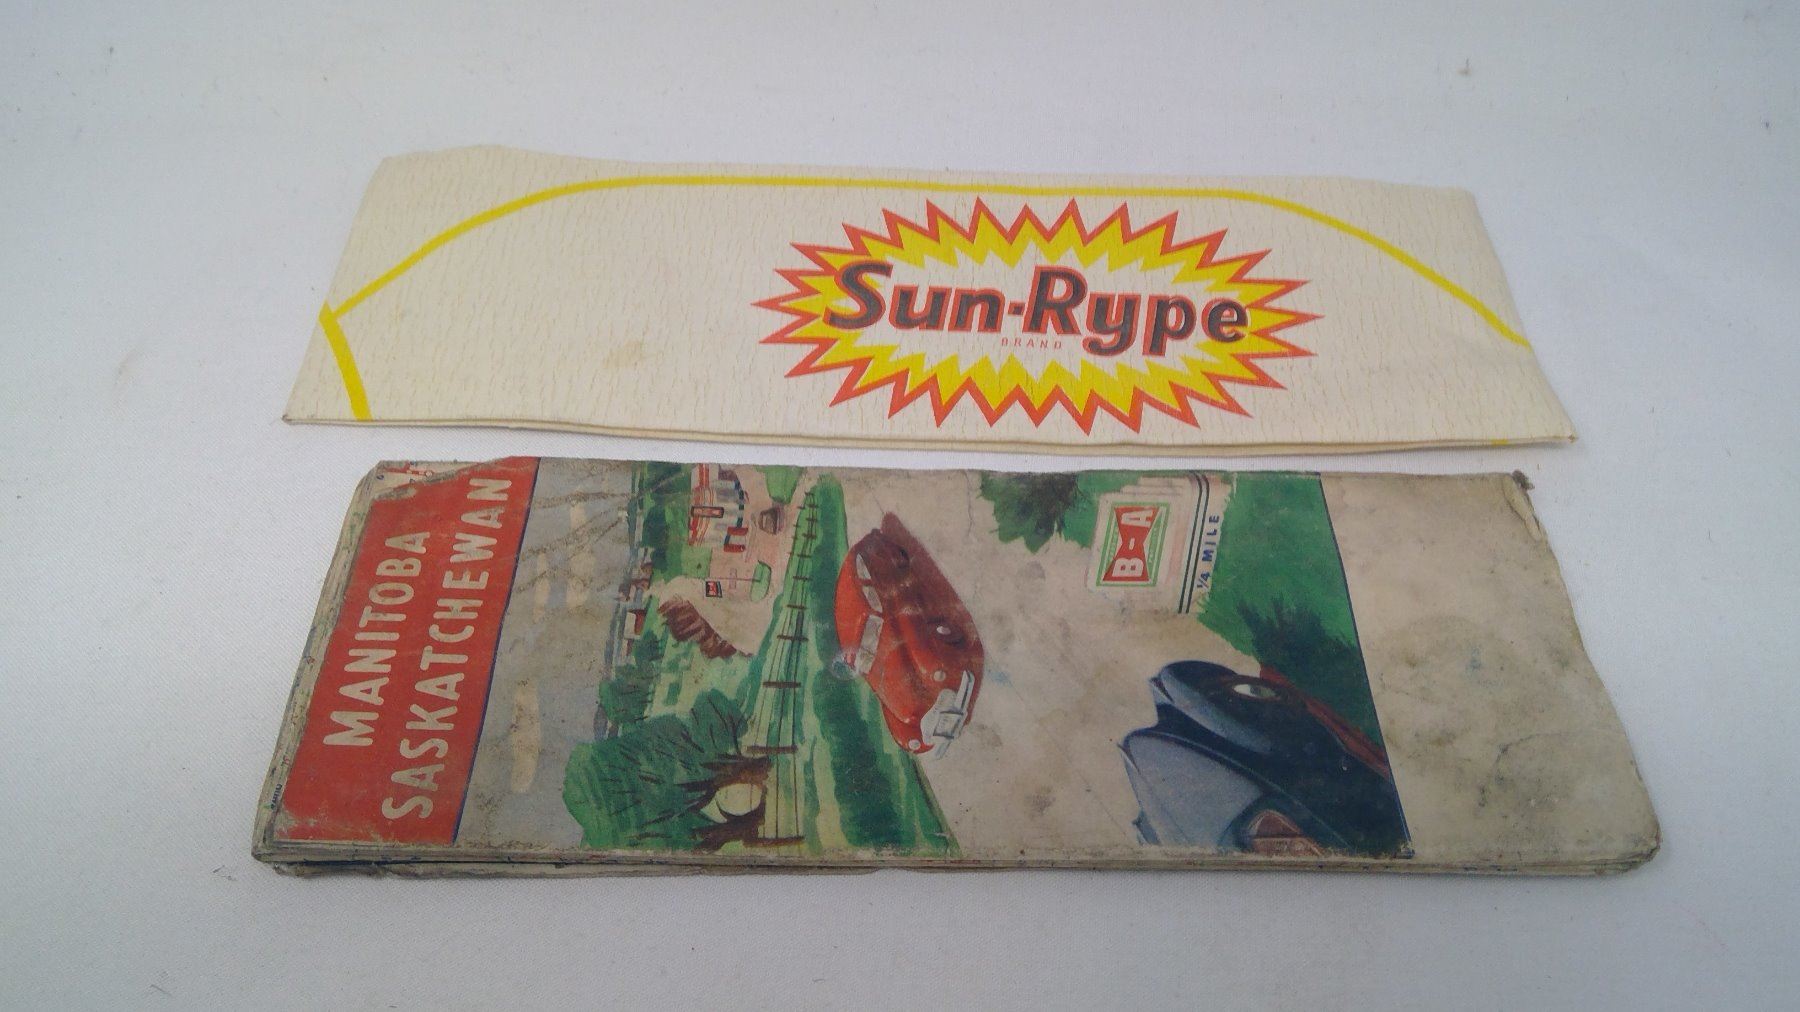 Sun-Rype
BRAND
MANITOBA
SASKATCHEWAN
B-A
1/4 MILE